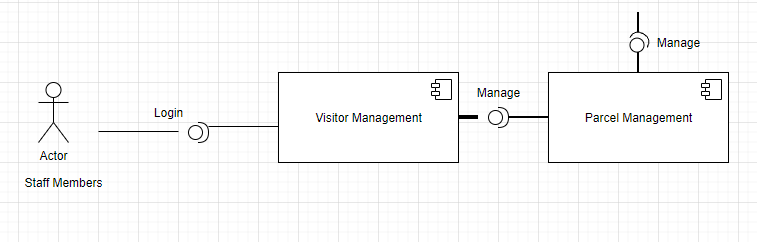 Manage
Login
Manage
Visitor Management
Parcel Management
Actor
Staff Members